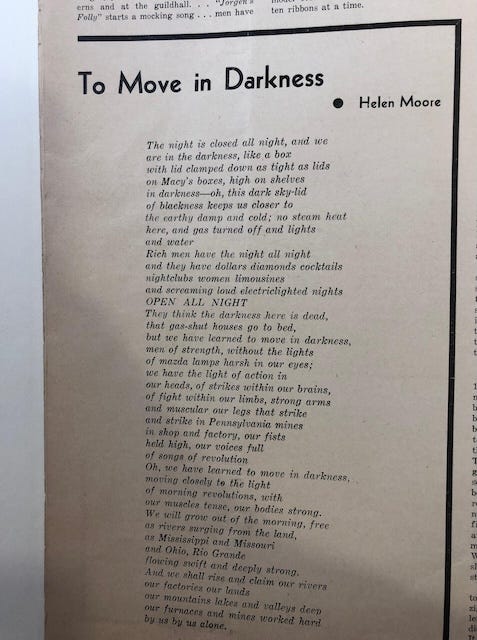 erns and at the guildhall. . . "Jorgen's
Folly" starts a mocking song . . . men have
ten ribbons at a time.
To Move in Darkness
● Helen Moore
The night is closed all night, and we
are in the darkness, like a box
with lid clamped down as tight as lids
on Macy's boxes, high on shelves
in darkness—oh, this dark sky-lid
of blackness keeps us closer to
the earthy damp and cold; no steam heat
here, and gas turned off and lights
and water
Rich men have the night all night
and they have dollars diamonds cocktails
nightclubs women limousines
and screaming loud electriclighted nights
OPEN ALL NIGHT
They think the darkness here is dead,
that gas-shut houses go to bed,
but we have learned to move in darkness,
men of strength, without the lights
of mazda lamps harsh in our eyes;
we have the light of action in
our heads, of strikes within our brains,
of fight within our limbs, strong arms
and muscular our legs that strike
and strike in Pennsylvania mines
in shop and factory, our fists
held high, our voices full
of songs of revolution
Oh, we have learned to move in darkness,
moving closely to the light
of morning revolutions, with
our muscles tense, our bodies strong.
We will grow out of the morning, free
as rivers surging from the land,
as Mississippi and Missouri
and Ohio, Rio Grande
flowing swift and deeply strong.
And we shall rise and claim our rivers
our factories our lands
our mountains lakes and valleys deep
our furnaces and mines worked hard
by us by us alone.